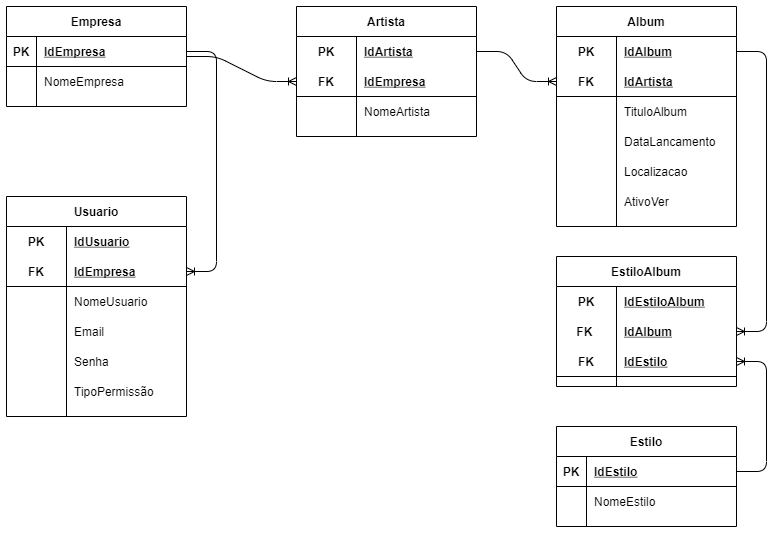 Empresa
PK IdEmpresa
NomeEmpresa
Artista
PK IdArtista
FK IdEmpresa
NomeArtista
Album
PK IdAlbum
FK IdArtista
TituloAlbum
DataLancamento
Localizacao
AtivoVer
Usuario
PK IdUsuario
FK IdEmpresa
NomeUsuario
Email
Senha
TipoPermissão
EstiloAlbum
PK IdEstiloAlbum
FK IdAlbum
FK IdEstilo
Estilo
PK IdEstilo
NomeEstilo